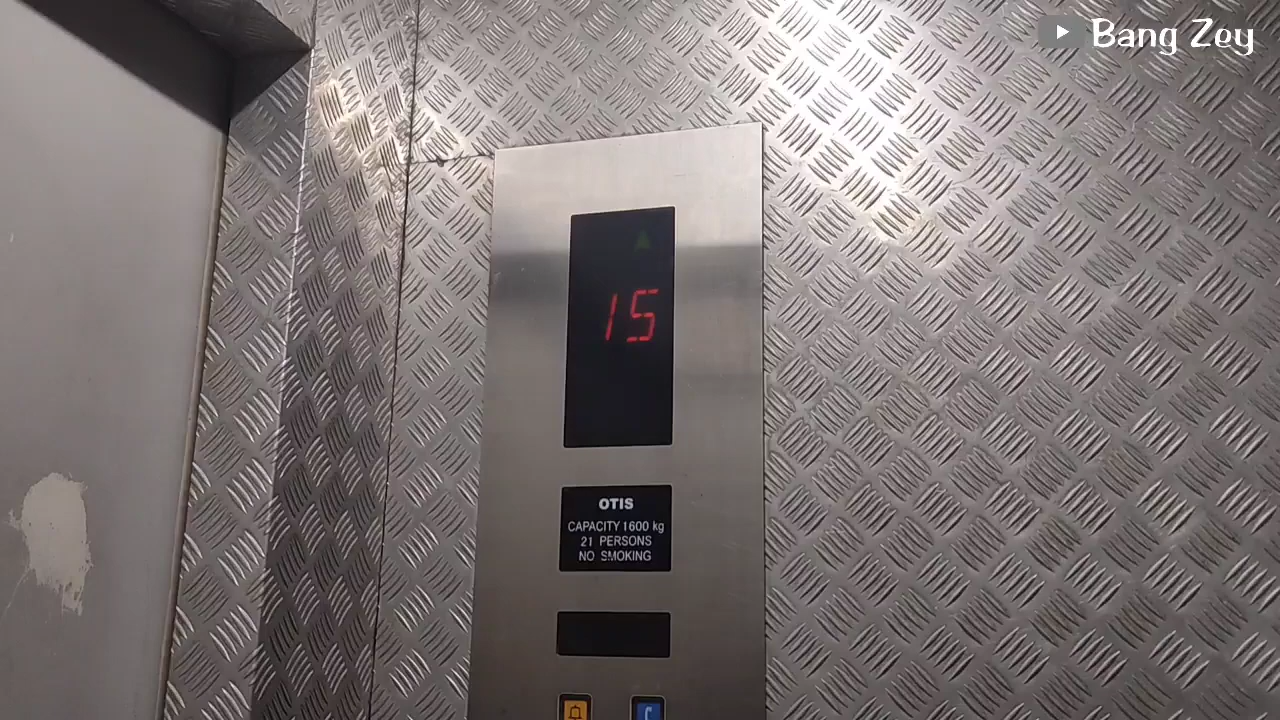 Bang Zey
15
OTIS
CAPACITY 1600 kg
21 PERSONS
NO SMOKING